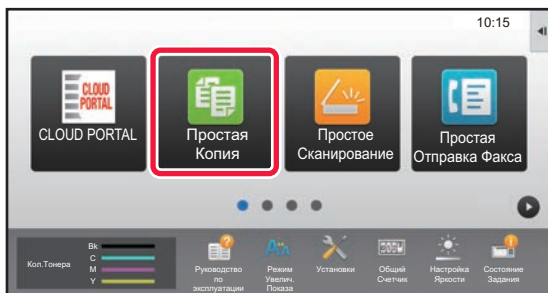 10:15
CLOUD
PORTAL
CLOUD PORTAL
Простая
Копия
Простое
Сканирование
Простая
Отправка Факса
Кол.Тонера
Bk
C
M
Y
Руководство
по
эксплуатации
Режим
Увелич.
Показа
Установки
Общий
Счетчик
Настройка
Яркости
Состояние
Задания